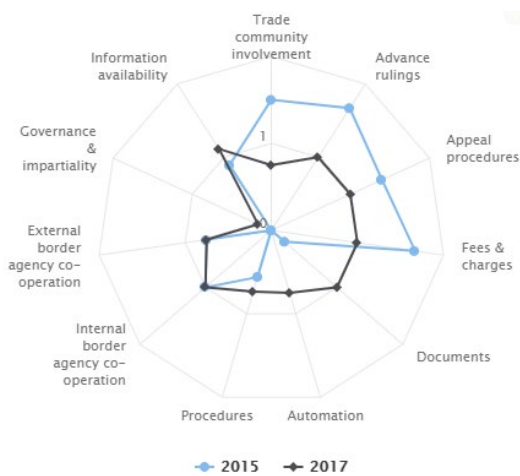 Trade
community
involvement
Advance
rulings
Appeal
procedures
Fees &
charges
Documents
Automation
Procedures
Internal
border
agency co-
operation
External
border
agency co-
operation
Governance
&
impartiality
Information
availability
1
0
2015
2017